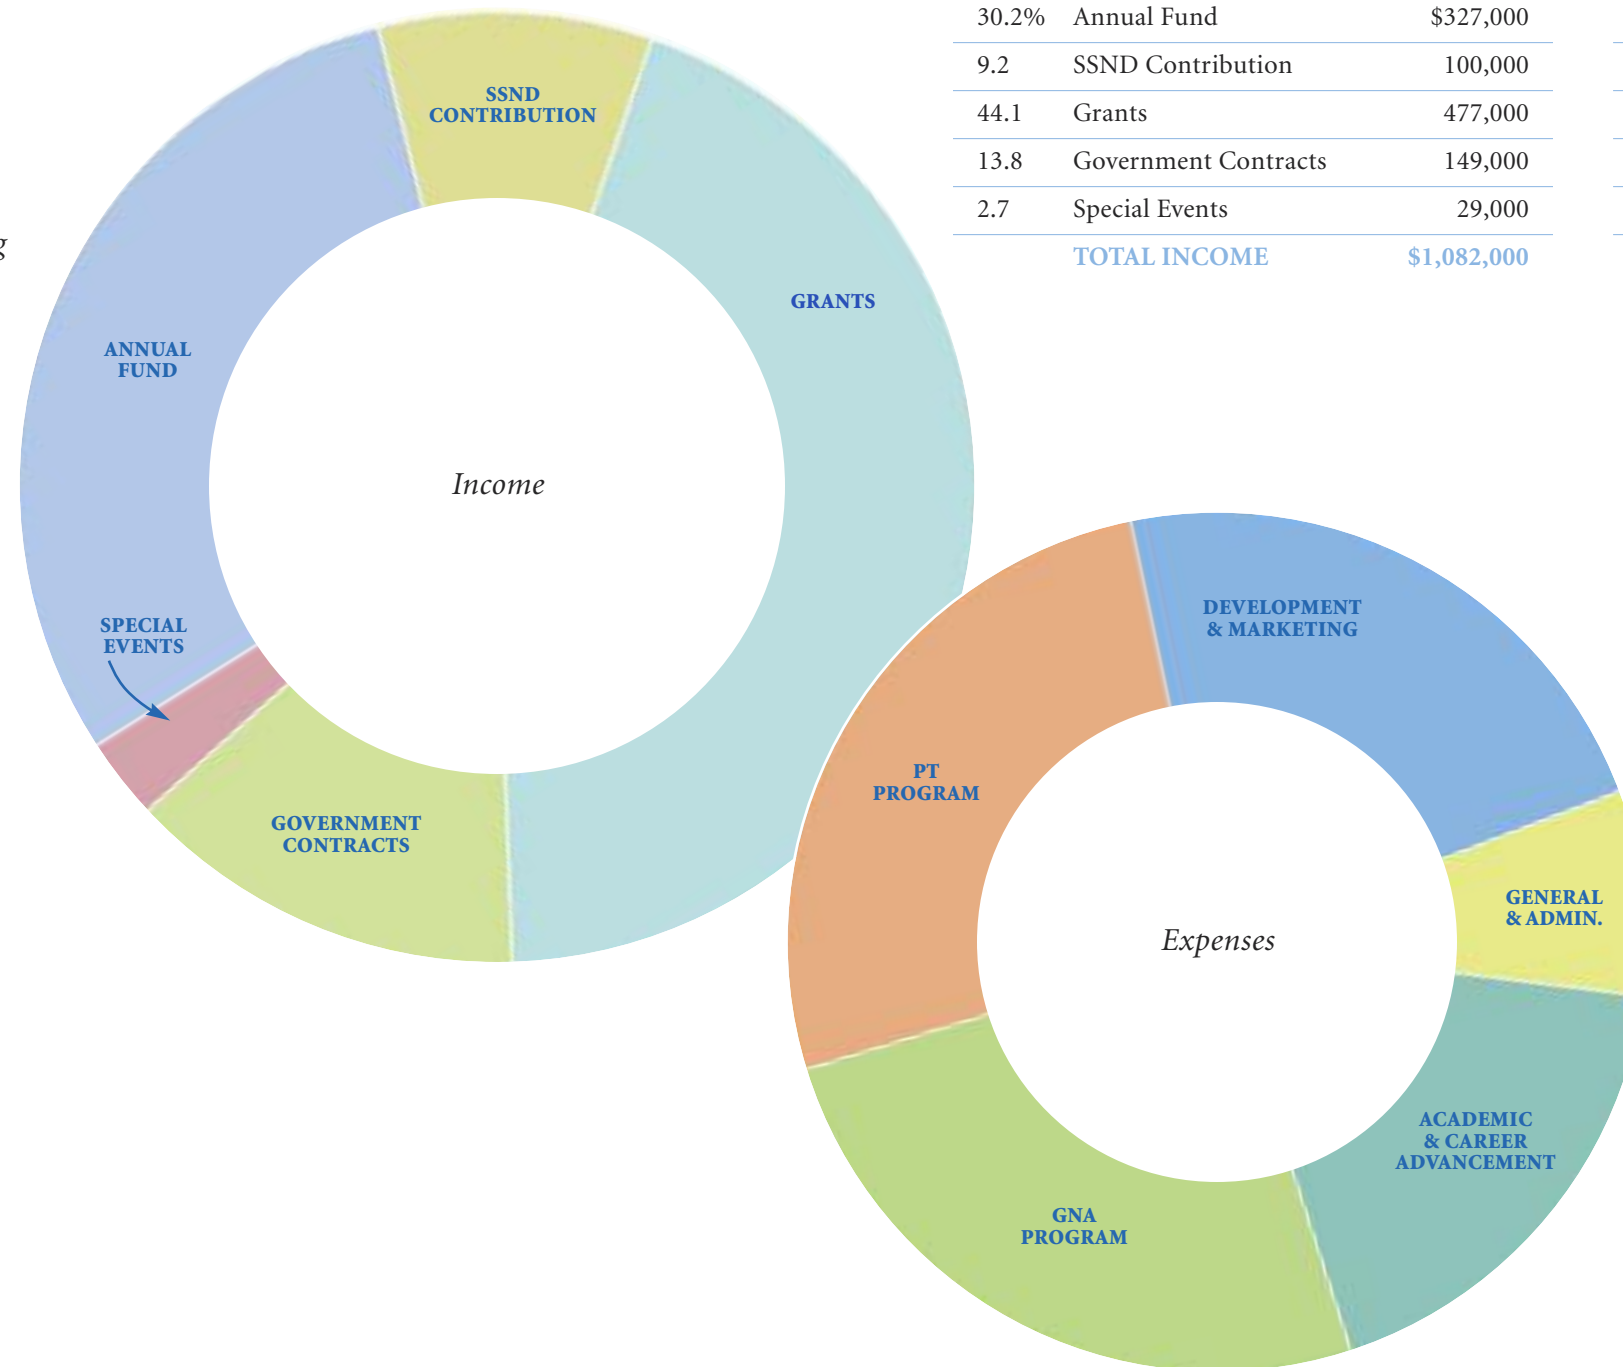 30.2% Annual Fund $327,000
9.2 SSND Contribution 100,000
44.1 Grants 477,000
13.8 Government Contracts 149,000
2.7 Special Events 29,000
TOTAL INCOME $1,082,000
SSND
CONTRIBUTION
GRANTS
ANNUAL
FUND
SPECIAL
EVENTS
GOVERNMENT
CONTRACTS
Income
DEVELOPMENT
& MARKETING
PT
PROGRAM
GENERAL
& ADMIN.
Expenses
ACADEMIC
& CAREER
ADVANCEMENT
GNA
PROGRAM